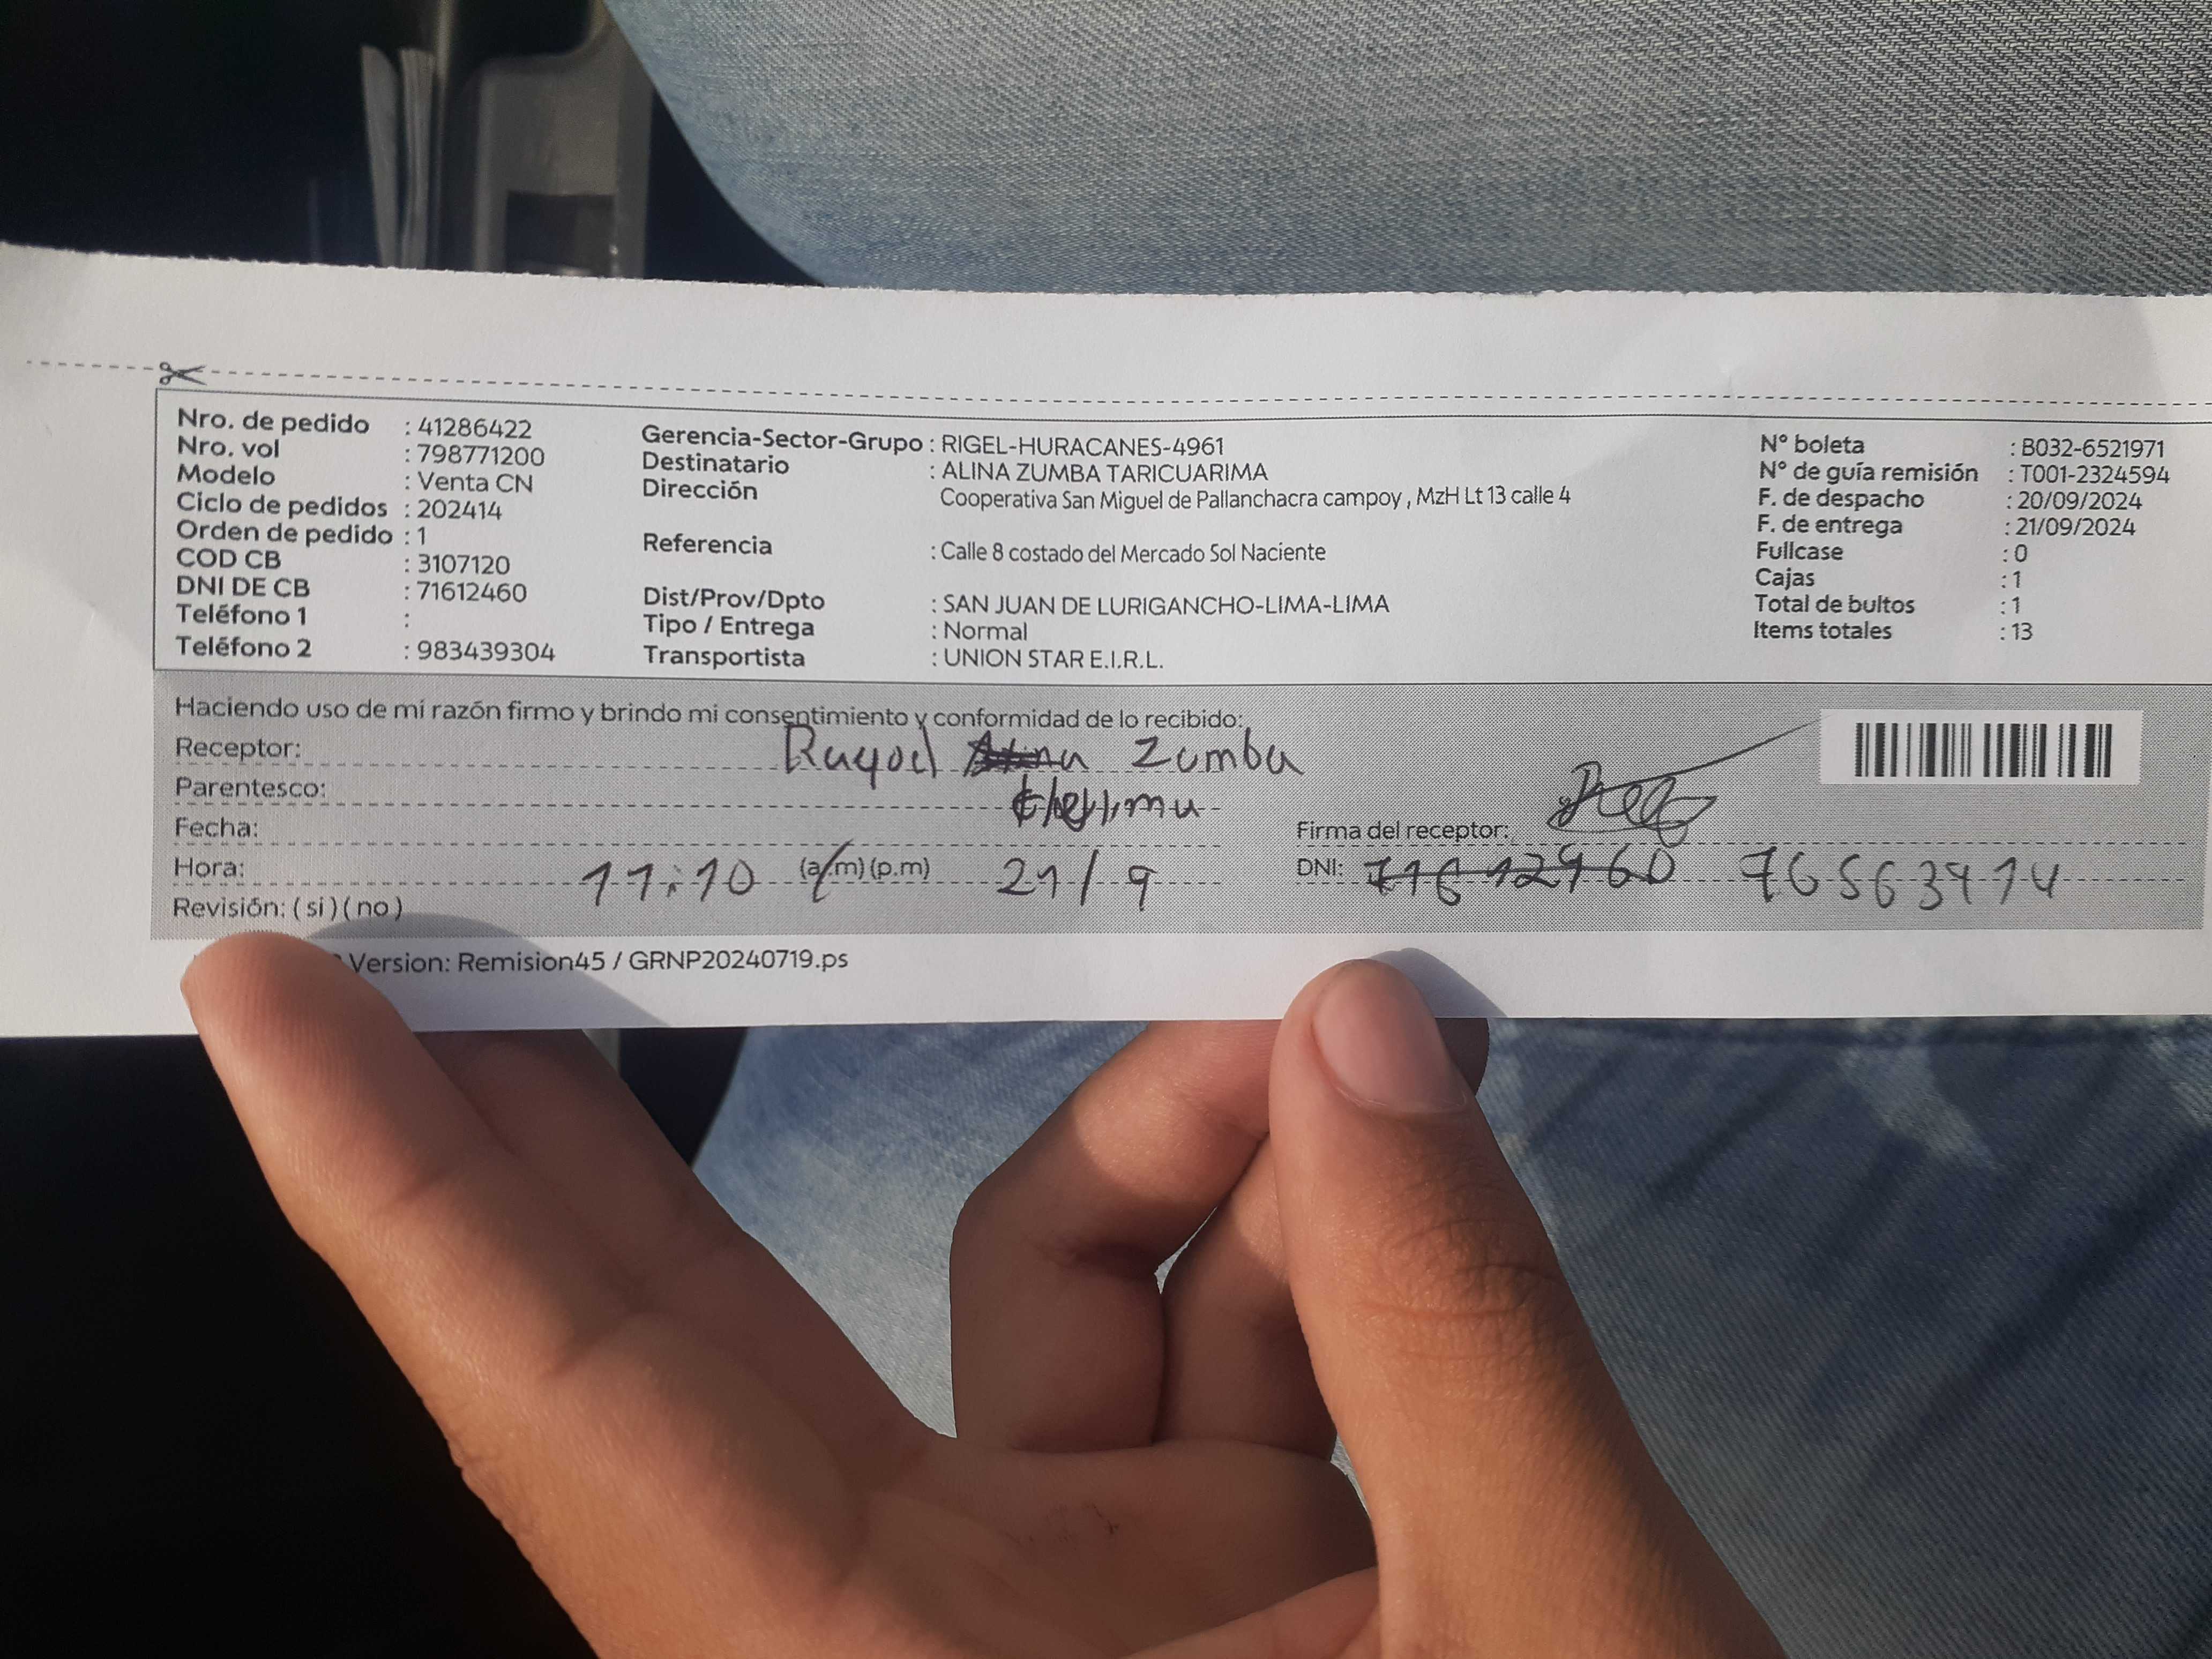 Nro. de pedido : 41286422
Nro. vol : 798771200
Modelo : Venta CN
Ciclo de pedidos : 202414
Orden de pedido : 1
COD CB : 3107120
DNI DE CB : 71612460
Teléfono 1 :
Teléfono 2 : 983439304
Gerencia-Sector-Grupo : RIGEL-HURACANES-4961
Destinatario : ALINA ZUMBA TARICUARIMA
Dirección Cooperativa San Miguel de Pallanchacra campoy , MzH Lt 13 calle 4
Referencia : Calle 8 costado del Mercado Sol Naciente
Dist/Prov/Dpto : SAN JUAN DE LURIGANCHO-LIMA-LIMA
Tipo / Entrega : Normal
Transportista : UNION STAR E.I.R.L.
N° boleta : B032-6521971
N° de guía remisión : T001-2324594
F. de despacho : 20/09/2024
F. de entrega : 21/09/2024
Fullcase : 0
Cajas : 1
Total de bultos : 1
Items totales : 13
Haciendo uso de mi razón firmo y brindo mi consentimiento y conformidad de lo recibido:
Receptor: Zumba
Parentesco:
Fecha:
Firma del receptor:
Hora: 11:10 (a.m) (p.m) 21/9
DNI: 71612460 76563414
Revisión: ( si ) ( no )
Version: Remision45 / GRNP20240719.ps